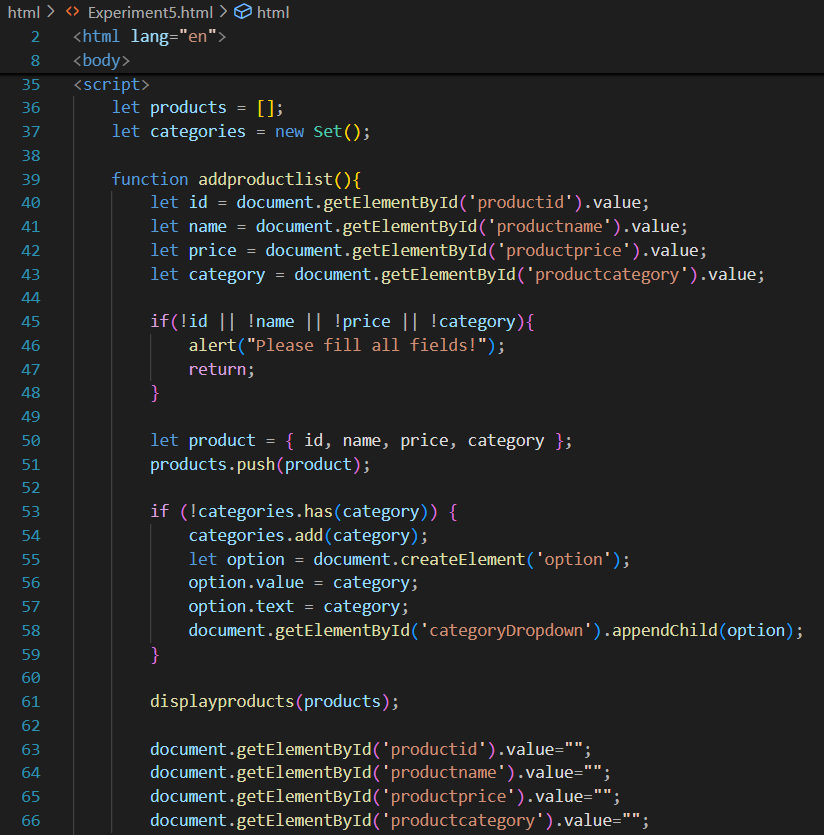 html > Experiment5.html > html
2 <html lang="en">
8 <body>
35 <script>
36 let products = [];
37 let categories = new Set();
38
39 function addproductlist(){
40 let id = document.getElementById('productid').value;
41 let name = document.getElementById('productname').value;
42 let price = document.getElementById('productprice').value;
43 let category = document.getElementById('productcategory').value;
44
45 if(!id || !name || !price || !category){
46 alert("Please fill all fields!");
47 return;
48 }
49
50 let product = { id, name, price, category };
51 products.push(product);
52
53 if (!categories.has(category)) {
54 categories.add(category);
55 let option = document.createElement('option');
56 option.value = category;
57 option.text = category;
58 document.getElementById('categoryDropdown').appendChild(option);
59 }
60
61 displayproducts(products);
62
63 document.getElementById('productid').value="";
64 document.getElementById('productname').value="";
65 document.getElementById('productprice').value="";
66 document.getElementById('productcategory').value="";